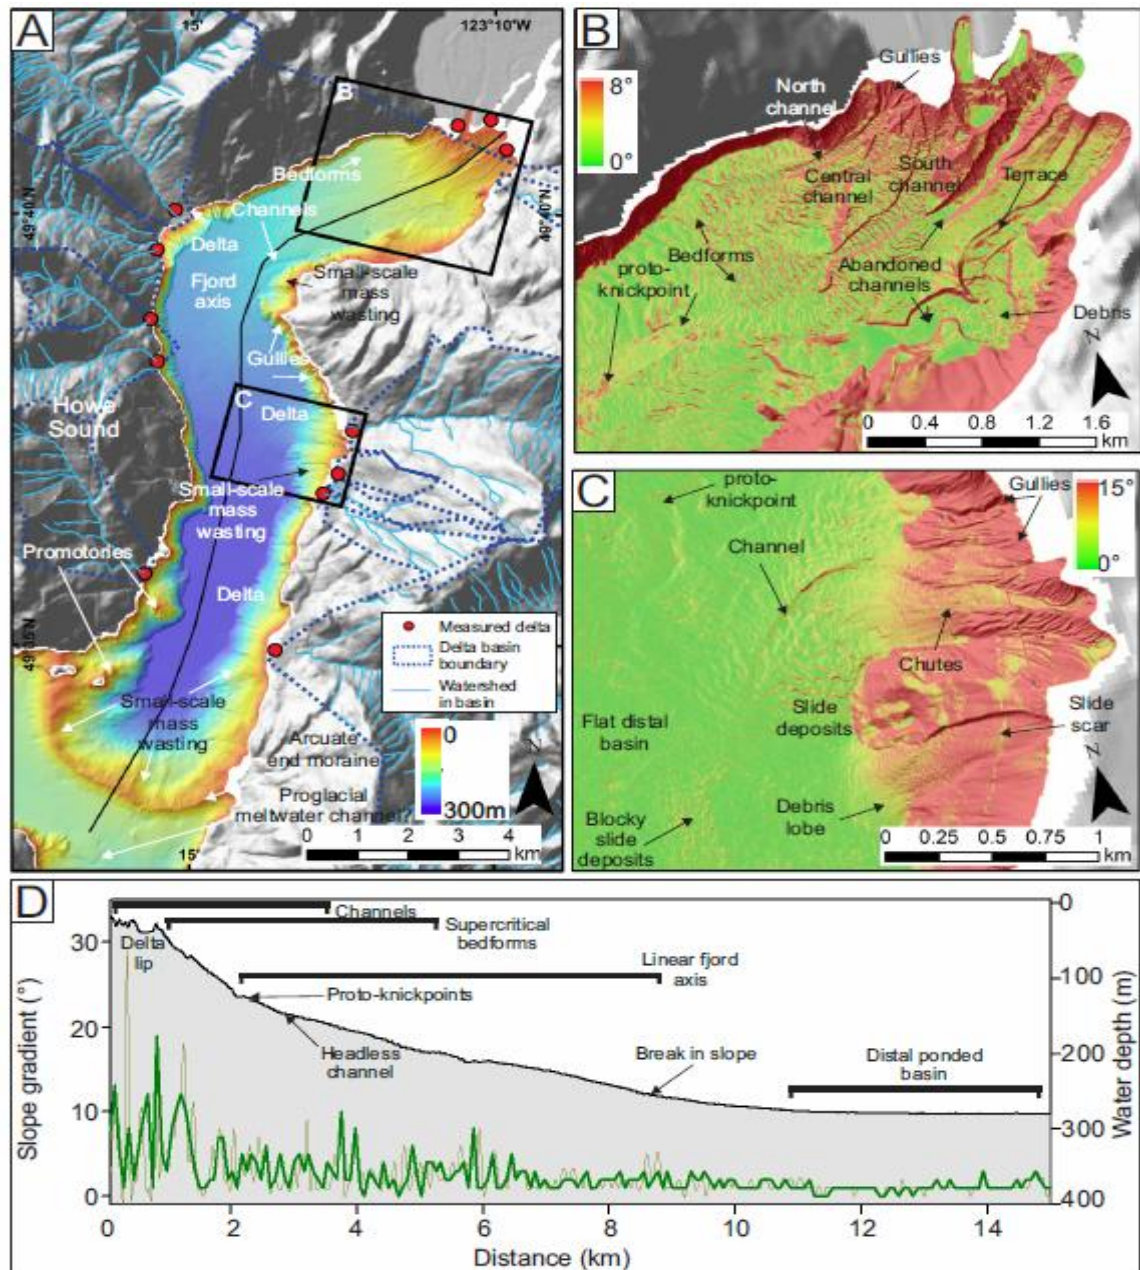 A
15'
123°10'W
B
Bedforms
Channels
49°40'N
49°40'N
Delta
Fjord
axis
Small-scale
mass
wasting
Gullies
C
Delta
Howe
Sound
Small-scale
mass
wasting
Promotories
Delta
49°35'N
Measured delta
Delta basin
boundary
Watershed
in basin
Small-scale
mass
wasting
Arcuate
end moraine
0
300m
N
Proglacial
meltwater channel
0 1 2 3 4
km
15'
B
8°
0°
Gullies
North
channel
Central
channel
South
channel
Terrace
Bedforms
proto-
knickpoint
Abandoned
channels
Debris
N
0 0.4 0.8 1.2 1.6
km
C
proto-
knickpoint
Gullies
15°
0°
Channel
Chutes
Slide
deposits
Slide
scar
Flat distal
basin
N
Debris
lobe
Blocky
slide
deposits
0 0.25 0.5 0.75 1
km
D
Channels
Supercritical
bedforms
Delta
lip
Linear fjord
axis
Proto-knickpoints
Headless
channel
Break in slope
Distal ponded
basin
Slope gradient (°)
30
20
10
0
Water depth (m)
0
100
200
300
400
0 2 4 6 8 10 12 14
Distance (km)